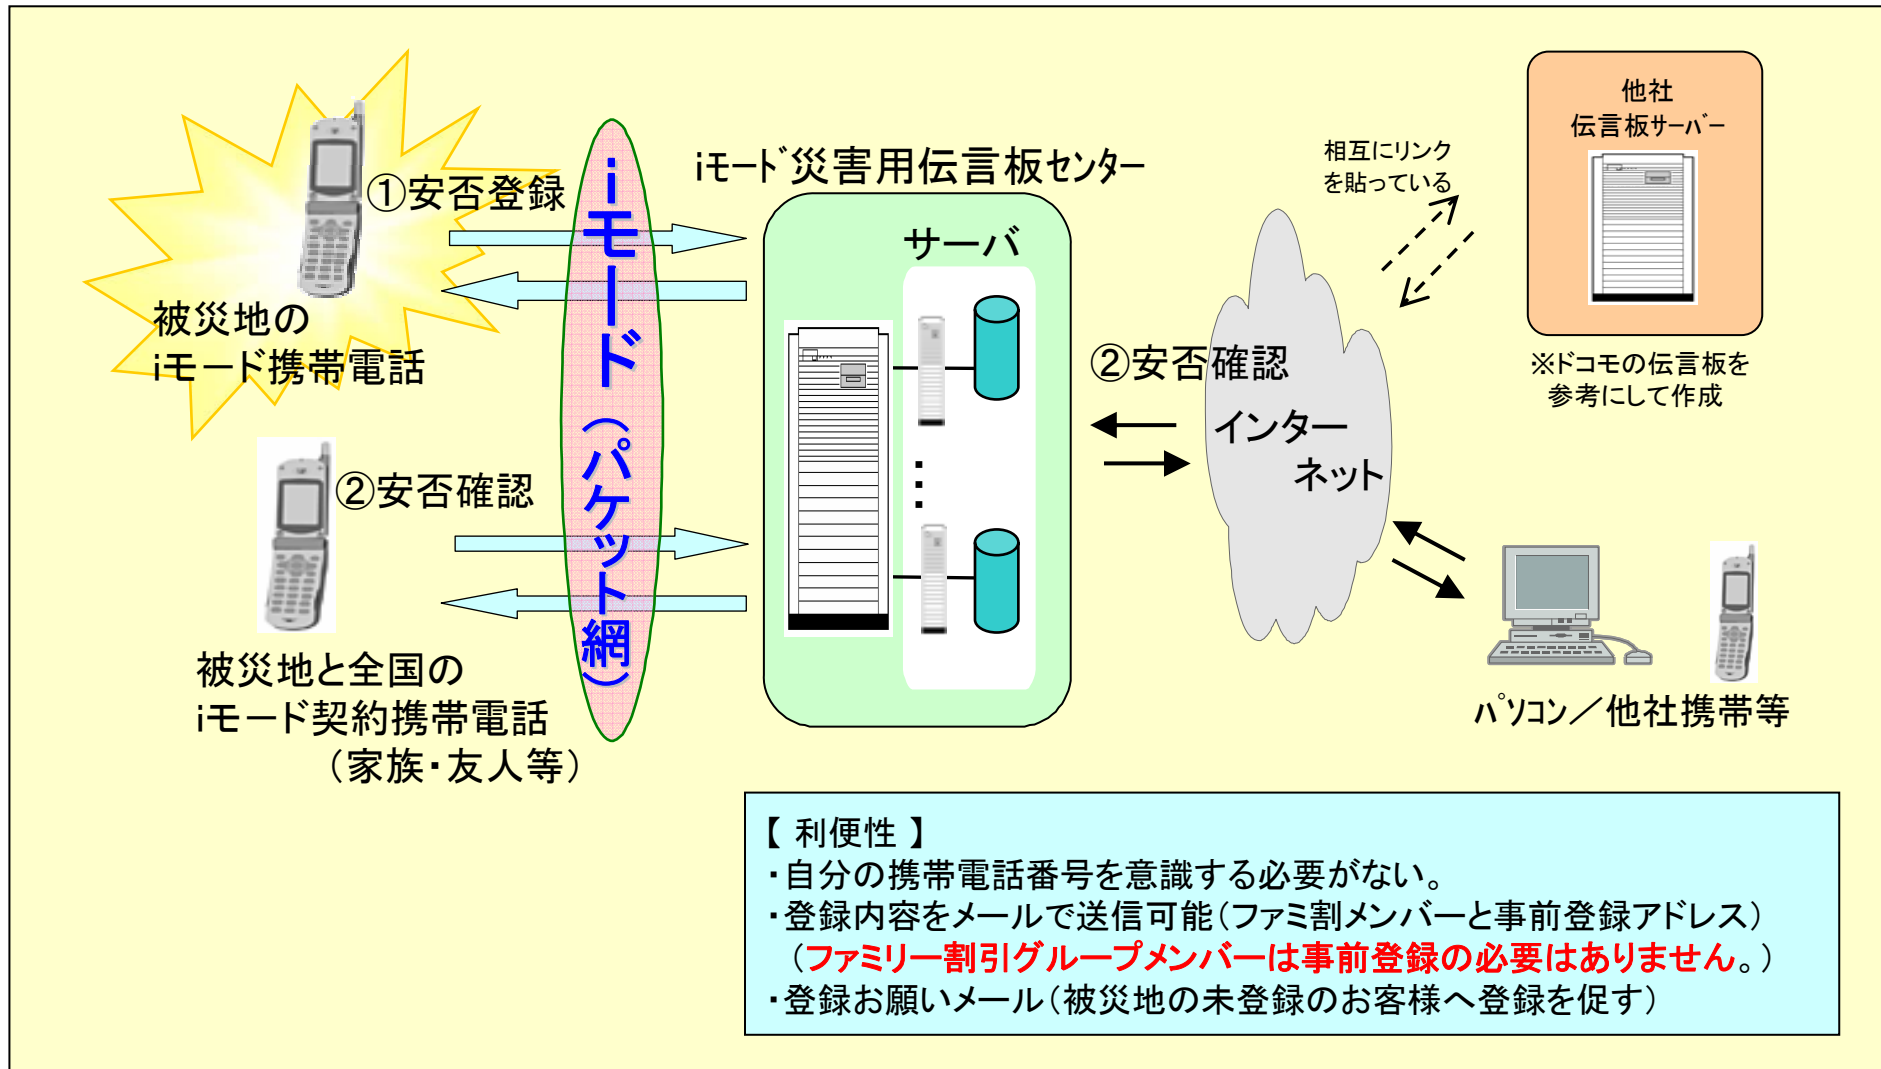 ①安否登録
被災地の
iモード携帯電話
②安否確認
被災地と全国の
iモード契約携帯電話
（家族・友人等）
iモード（パケット網）
iﾓｰﾄﾞ災害用伝言板ｾﾝﾀｰ
サーバ
②安否確認
インター
ネット
相互にリンク
を貼っている
他社
伝言板ｻｰﾊﾞｰ
※ドコモの伝言板を
参考にして作成
ﾊﾟｿｺﾝ／他社携帯等
【 利便性 】
・自分の携帯電話番号を意識する必要がない。
・登録内容をメールで送信可能（ファミ割メンバーと事前登録アドレス）
（ファミリー割引グループメンバーは事前登録の必要はありません。）
・登録お願いメール（被災地の未登録のお客様へ登録を促す）